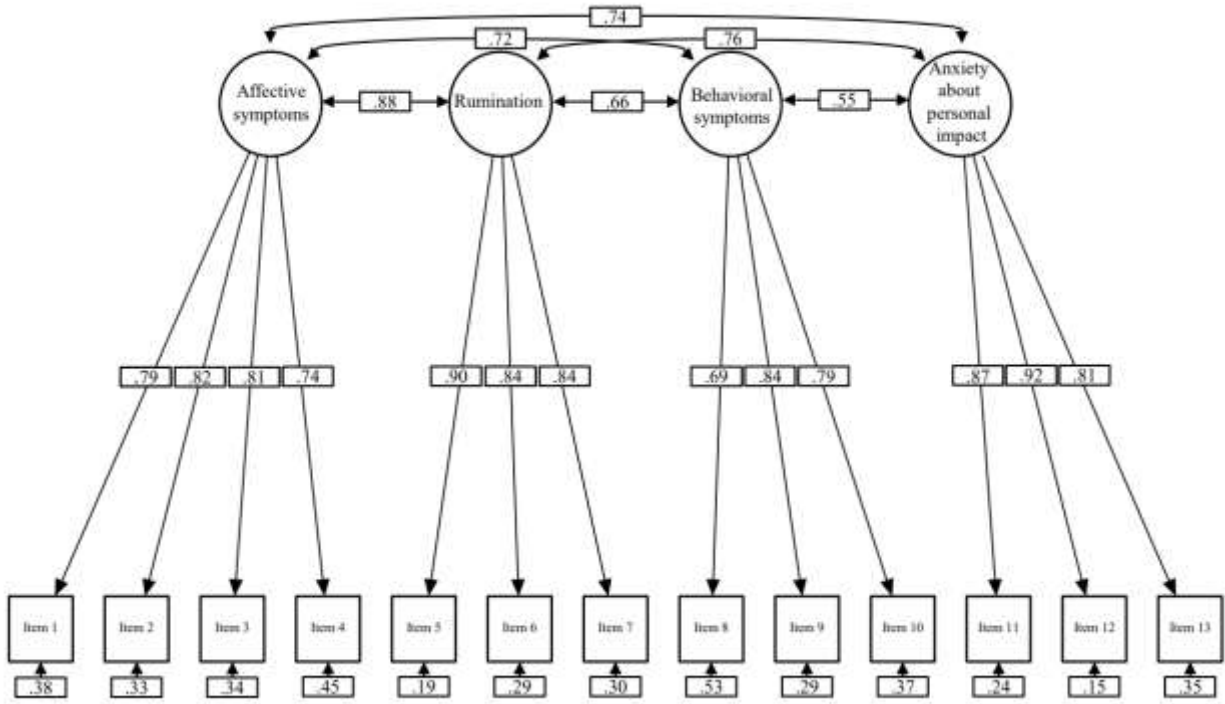 .74
.72
.76
Affective
symptoms
.88
Rumination
.66
Behavioral
symptoms
.55
Anxiety
about
personal
impact
.79
.82
.81
.74
.90
.84
.84
.69
.84
.79
.87
.92
.81
Item 1
Item 2
Item 3
Item 4
Item 5
Item 6
Item 7
Item 8
Item 9
Item 10
Item 11
Item 12
Item 13
.38
.33
.34
.45
.19
.29
.30
.53
.29
.37
.24
.15
.35